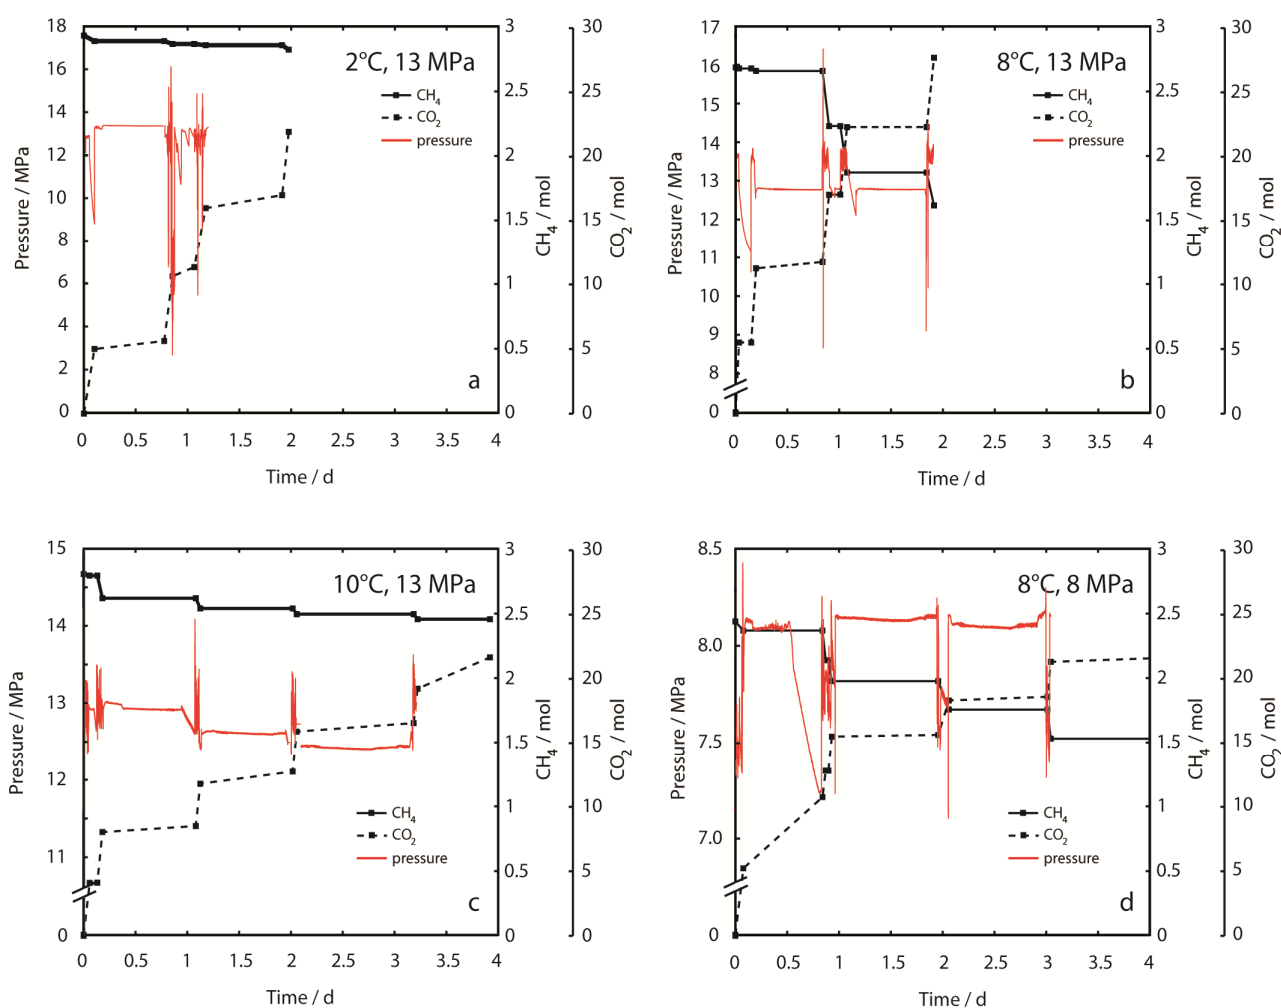 2°C, 13 MPa
CH4
CO2
pressure
a
18
16
14
12
10
8
6
4
2
0
Pressure / MPa
0 0.5 1 1.5 2 2.5 3 3.5 4
Time / d
3
2.5
2
1.5
1
0.5
0
CH4 / mol
30
25
20
15
10
5
0
CO2 / mol
8°C, 13 MPa
CH4
CO2
pressure
b
17
16
15
14
13
12
11
10
9
8
0
Pressure / MPa
0 0.5 1 1.5 2 2.5 3 3.5 4
Time / d
3
2.5
2
1.5
1
0.5
0
CH4 / mol
30
25
20
15
10
5
0
CO2 / mol
10°C, 13 MPa
CH4
CO2
pressure
c
15
14
13
12
11
0
Pressure / MPa
0 0.5 1 1.5 2 2.5 3 3.5 4
Time / d
3
2.5
2
1.5
1
0.5
0
CH4 / mol
30
25
20
15
10
5
0
CO2 / mol
8°C, 8 MPa
CH4
CO2
pressure
d
8.5
8.0
7.5
7.0
0
Pressure / MPa
0 0.5 1 1.5 2 2.5 3 3.5 4
Time / d
3
2.5
2
1.5
1
0.5
0
CH4 / mol
30
25
20
15
10
5
0
CO2 / mol